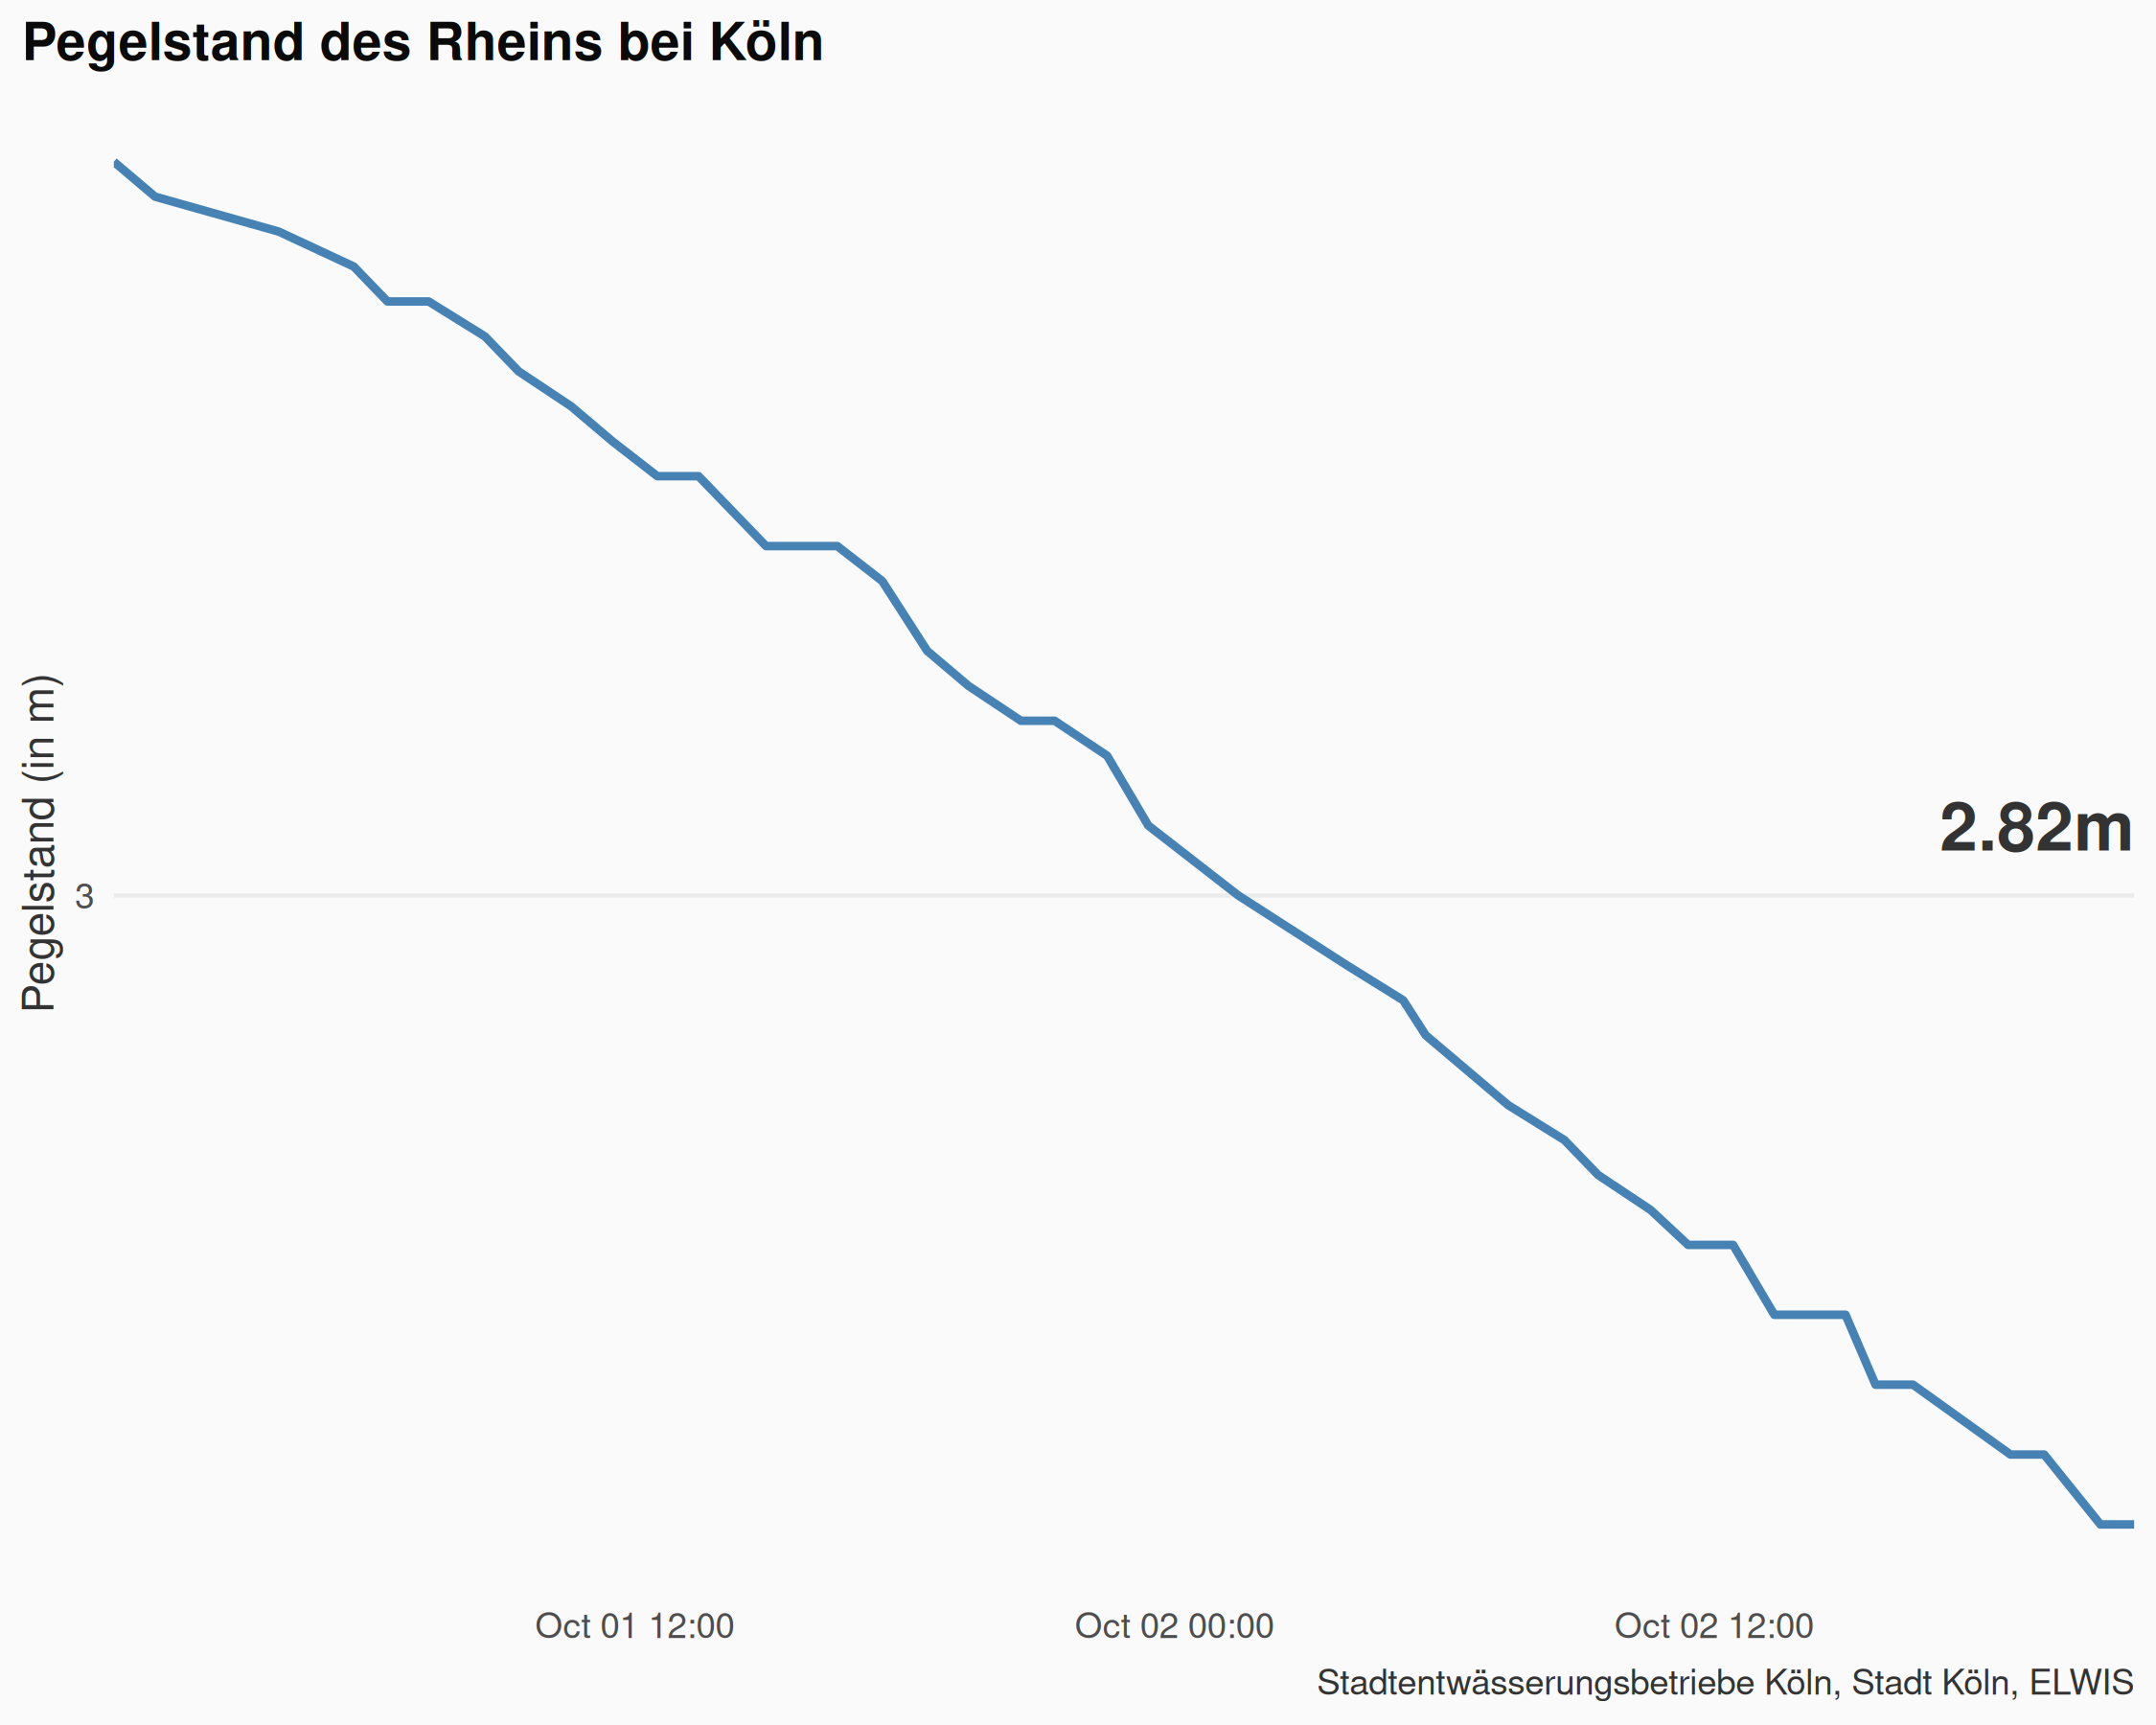 Pegelstand des Rheins bei Köln
Pegelstand (in m)
2.82m
3
Oct 01 12:00
Oct 02 00:00
Oct 02 12:00
Stadtentwässerungsbetriebe Köln, Stadt Köln, ELWIS